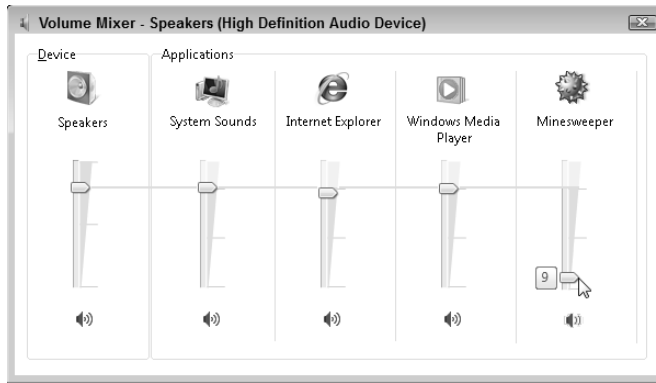 Volume Mixer - Speakers (High Definition Audio Device)
Device
Applications
Speakers
System Sounds
Internet Explorer
Windows Media
Player
Minesweeper
9